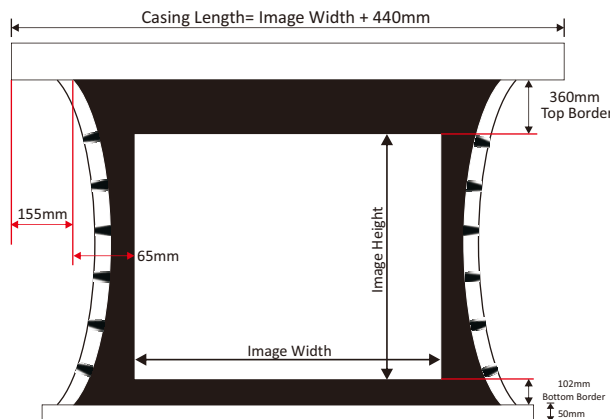 Casing Length= Image Width + 440mm
360mm
Top Border
155mm
65mm
Image Height
Image Width
102mm
Bottom Border
50mm